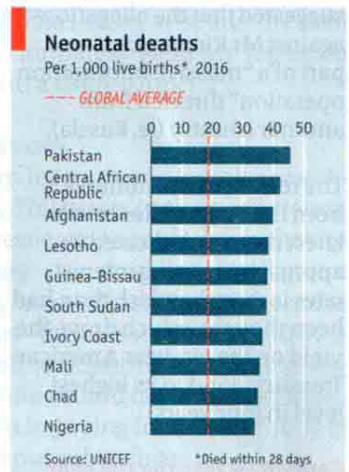 Neonatal deaths
Per 1,000 live births*, 2016
GLOBAL AVERAGE
0 10 20 30 40 50
Pakistan
Central African
Republic
Afghanistan
Lesotho
Guinea-Bissau
South Sudan
Ivory Coast
Mali
Chad
Nigeria
Source: UNICEF *Died within 28 days